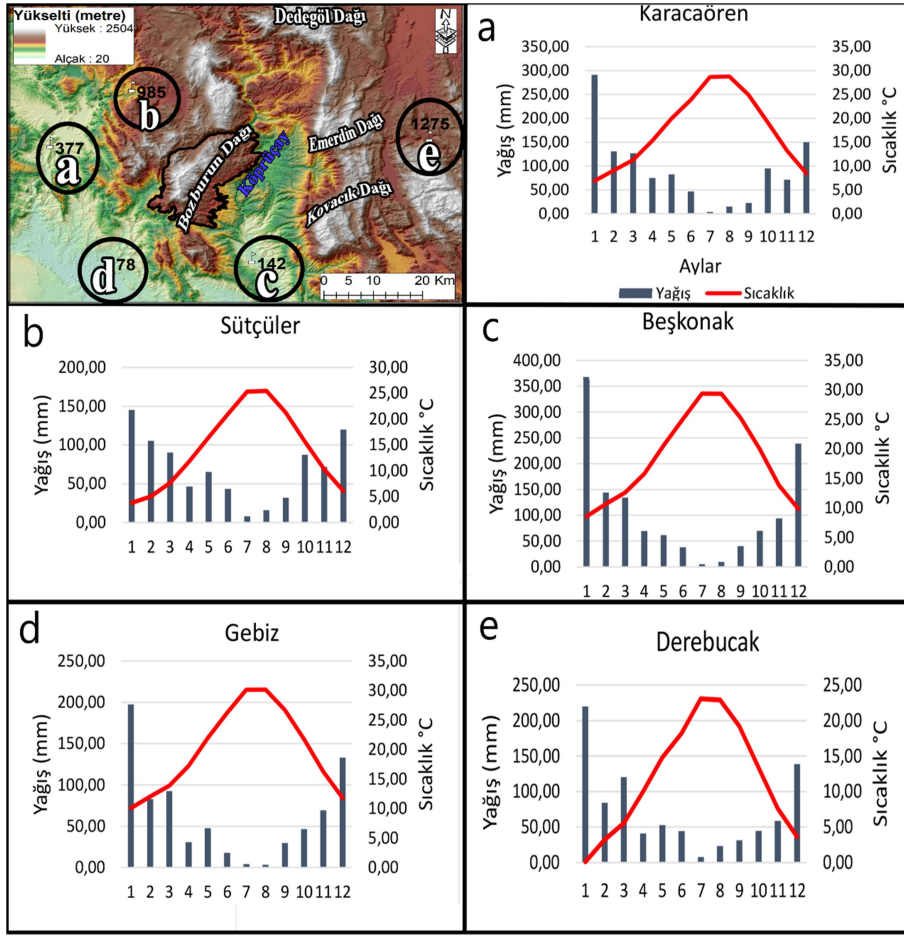 Yükselti (metre)
Yüksek : 2504
Alçak : 20
Dedegöl Dağı
N
985
b
377
a
1275
e
Emerdin Dağı
Bozburun Dağı
Köprüçay
Kovacık Dağı
78
d
142
c
0 5 10 20 Km
a
Karacaören
350,00
300,00
250,00
200,00
150,00
100,00
50,00
0,00
Yağış (mm)
35,00
30,00
25,00
20,00
15,00
10,00
5,00
0,00
Sıcaklık °C
1 2 3 4 5 6 7 8 9 10 11 12
Aylar
Yağış Sıcaklık
b
Sütçüler
200,00
150,00
100,00
50,00
0,00
Yağış (mm)
30,00
25,00
20,00
15,00
10,00
5,00
0,00
Sıcaklık °C
1 2 3 4 5 6 7 8 9 10 11 12
c
Beşkonak
400,00
350,00
300,00
250,00
200,00
150,00
100,00
50,00
0,00
Yağış (mm)
35,00
30,00
25,00
20,00
15,00
10,00
5,00
0,00
Sıcaklık °C
1 2 3 4 5 6 7 8 9 10 11 12
d
Gebiz
250,00
200,00
150,00
100,00
50,00
0,00
Yağış (mm)
35,00
30,00
25,00
20,00
15,00
10,00
5,00
0,00
Sıcaklık °C
1 2 3 4 5 6 7 8 9 10 11 12
e
Derebucak
250,00
200,00
150,00
100,00
50,00
0,00
Yağış (mm)
25,00
20,00
15,00
10,00
5,00
0,00
Sıcaklık °C
1 2 3 4 5 6 7 8 9 10 11 12